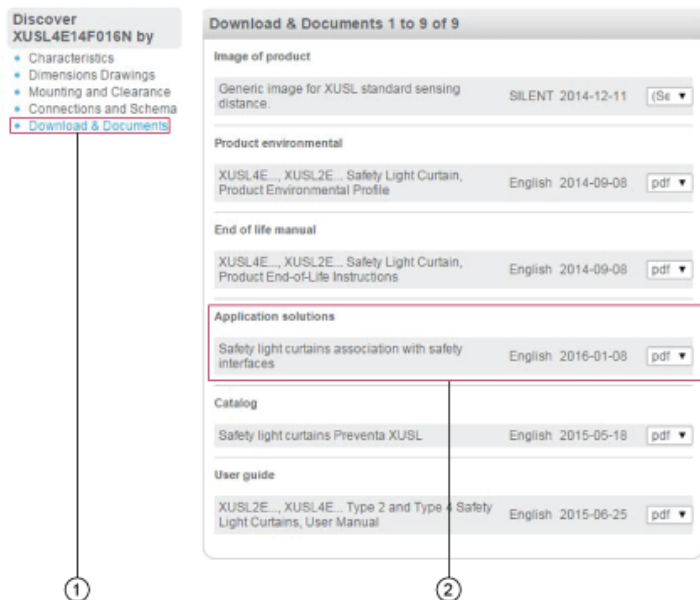 Discover
XUSL4E14F016N by
Characteristics
Dimensions Drawings
Mounting and Clearance
Connections and Schema
Download & Documents
Download & Documents 1 to 9 of 9
Image of product
Generic image for XUSL standard sensing
distance.
SILENT 2014-12-11 (Se
Product environmental
XUSL4E..., XUSL2E... Safety Light Curtain,
Product Environmental Profile
English 2014-09-08 pdf
End of life manual
XUSL4E..., XUSL2E... Safety Light Curtain,
Product End-of-Life Instructions
English 2014-09-08 pdf
Application solutions
Safety light curtains association with safety
interfaces
English 2016-01-08 pdf
Catalog
Safety light curtains Preventa XUSL English 2015-05-18 pdf
User guide
XUSL2E..., XUSL4E... Type 2 and Type 4 Safety
Light Curtains, User Manual
English 2015-06-25 pdf
1
2